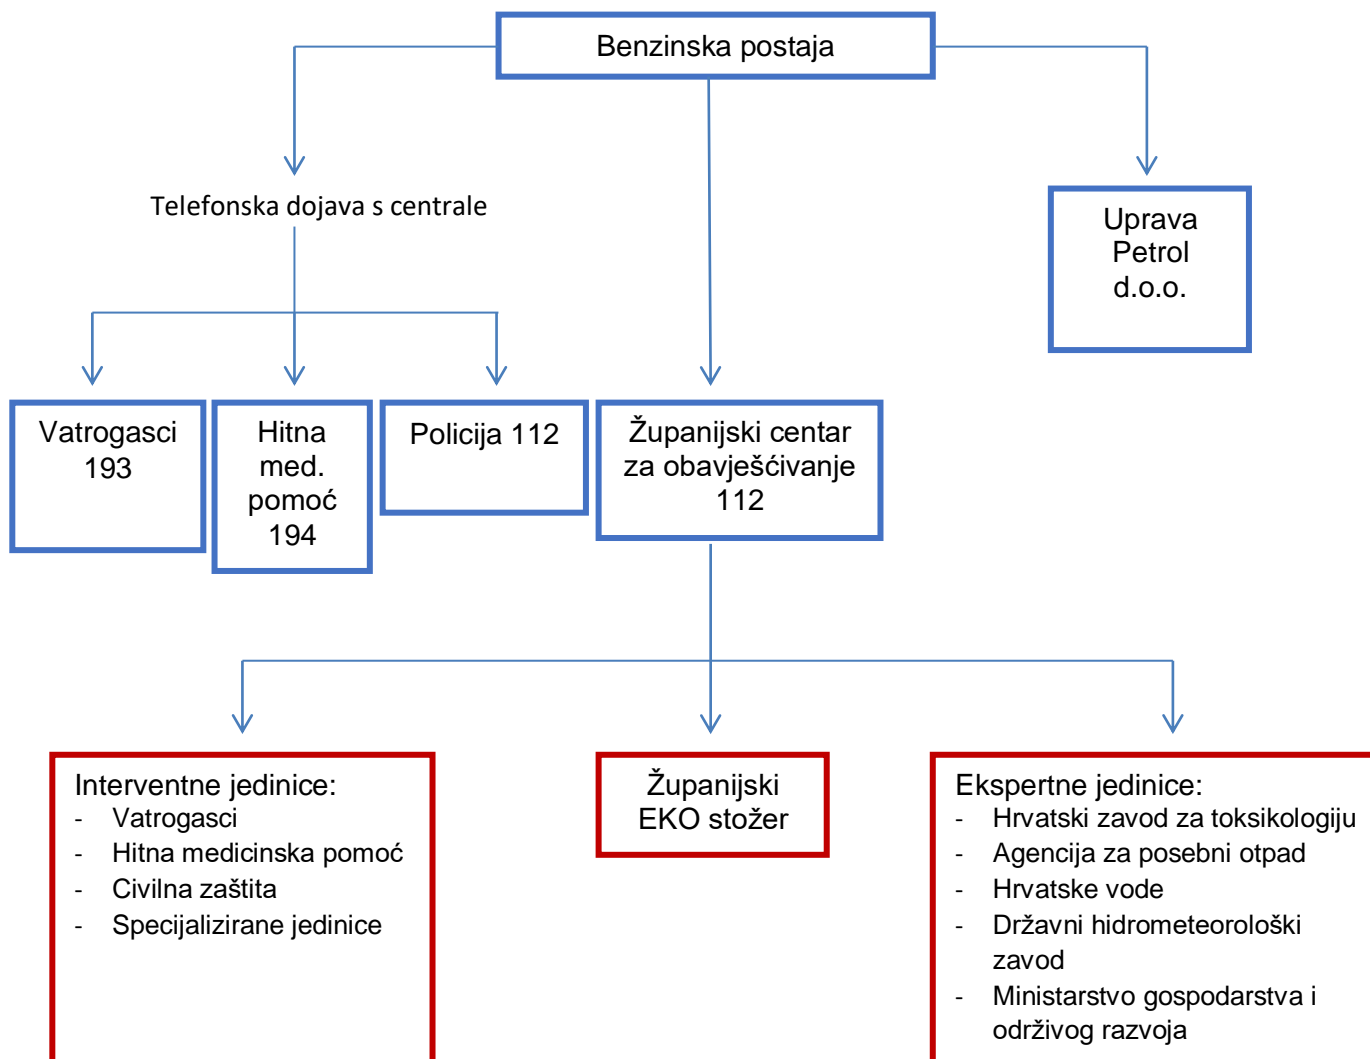 Benzinska postaja
Telefonska dojava s centrale
Uprava
Petrol
d.o.o.
Vatrogasci
193
Hitna
med.
pomoć
194
Policija 112
Županijski centar
za obavješćivanje
112
Interventne jedinice:
- Vatrogasci
- Hitna medicinska pomoć
- Civilna zaštita
- Specijalizirane jedinice
Županijski
EKO stožer
Ekspertne jedinice:
- Hrvatski zavod za toksikologiju
- Agencija za posebni otpad
- Hrvatske vode
- Državni hidrometeorološki
zavod
- Ministarstvo gospodarstva i
održivog razvoja